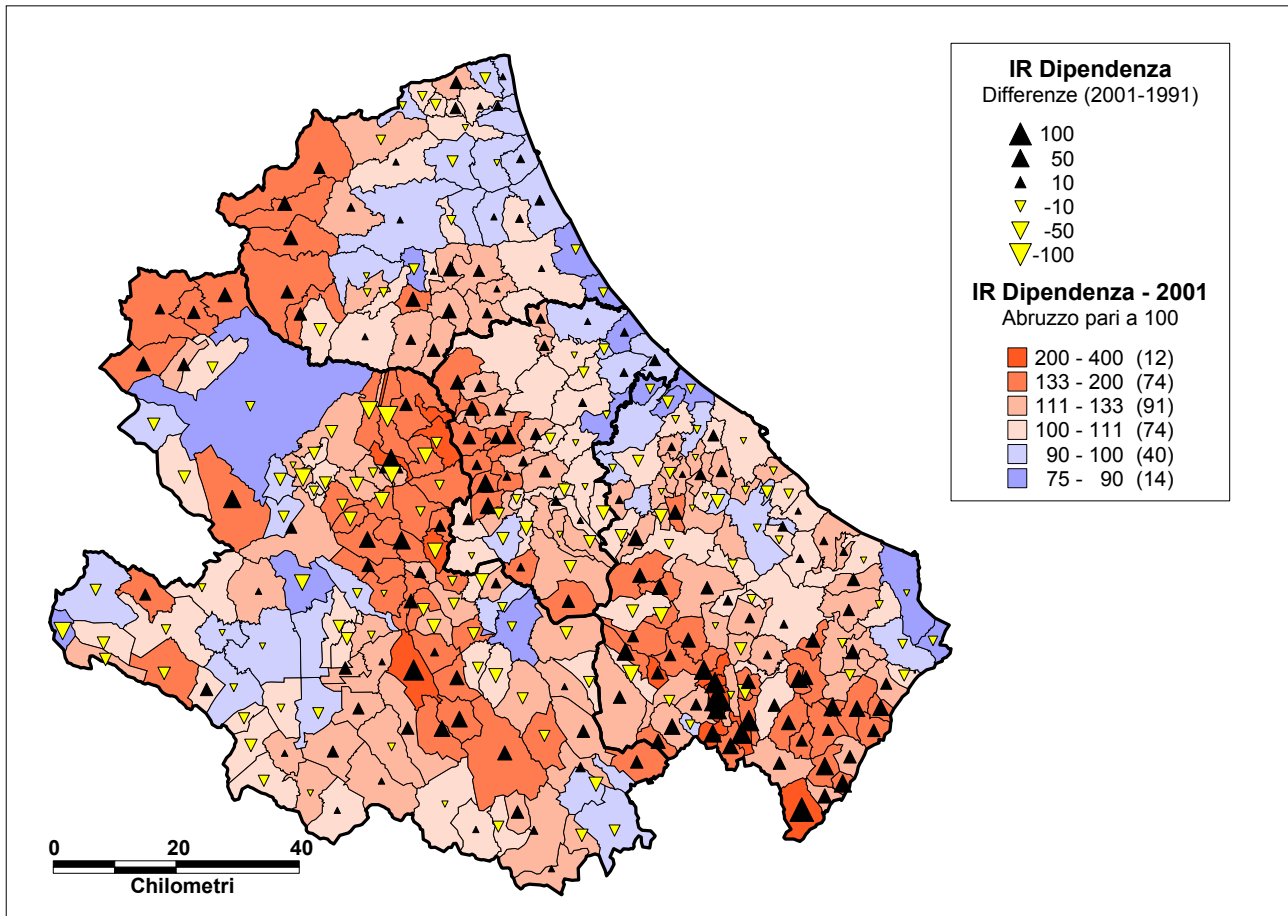 IR Dipendenza
Differenze (2001-1991)
100
50
10
-10
-50
-100
IR Dipendenza - 2001
Abruzzo pari a 100
200 - 400 (12)
133 - 200 (74)
111 - 133 (91)
100 - 111 (74)
90 - 100 (40)
75 - 90 (14)
0 20 40
Chilometri